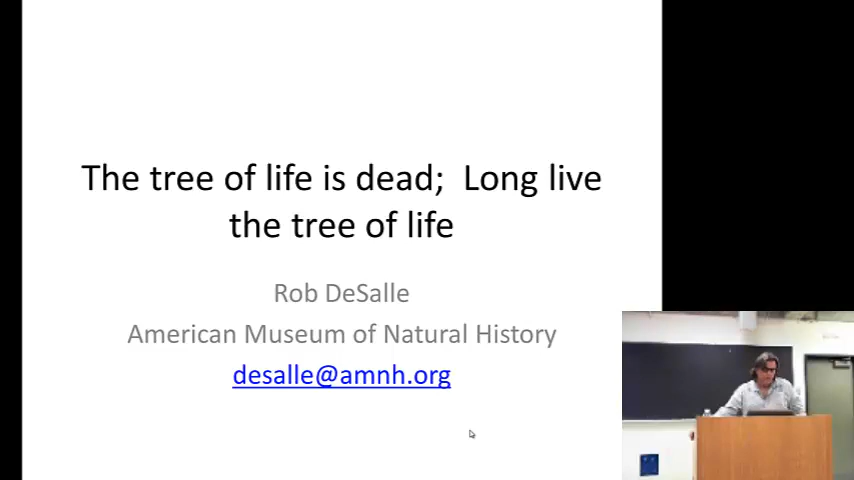 The tree of life is dead;  Long live
the tree of life
Rob DeSalle
American Museum of Natural History
desalle@amnh.org